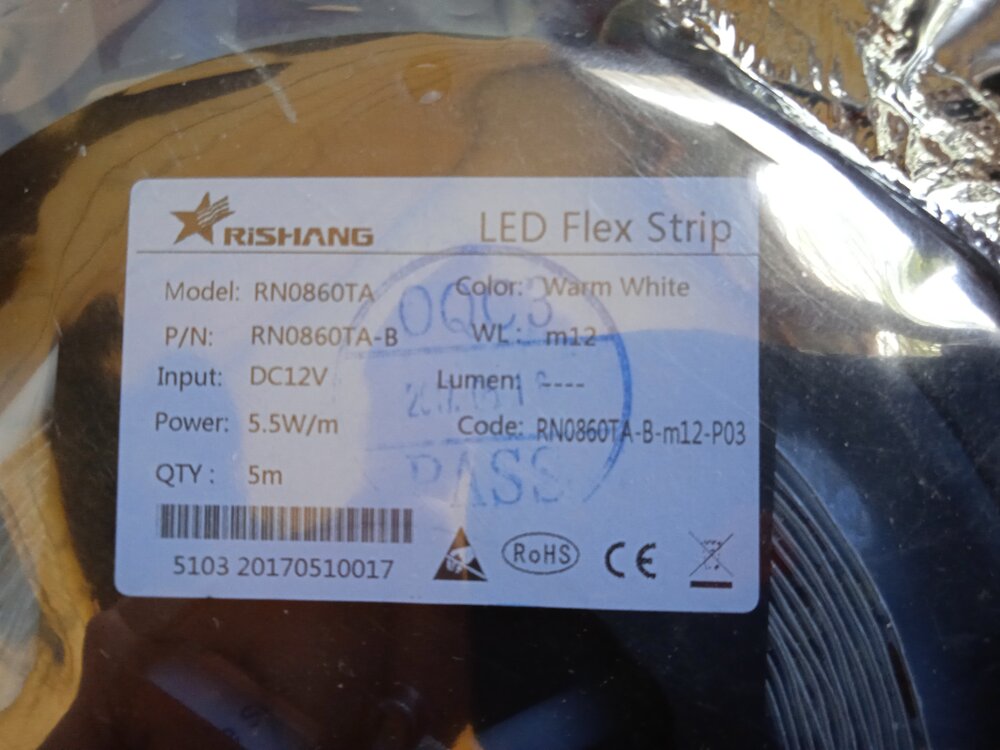 RiSHANG
LED Flex Strip
Model: RN0860TA
Color: Warm White
P/N: RN0860TA-B
WL: m12
Input: DC12V
Lumen: ----
Power: 5.5W/m
Code: RN0860TA-B-m12-P03
QTY: 5m
OQC3
PASS
5103 20170510017
RoHS
CE